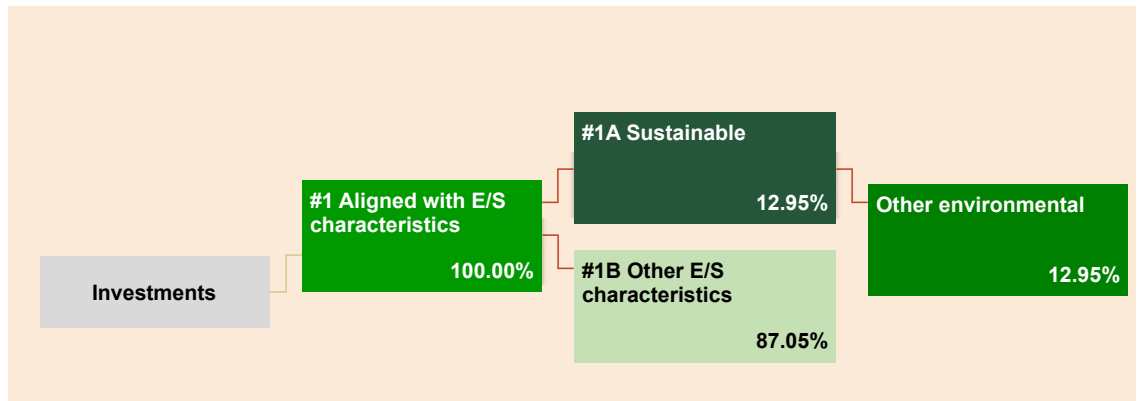 Investments
#1 Aligned with E/S
characteristics
100.00%
#1A Sustainable
12.95%
#1B Other E/S
characteristics
87.05%
Other environmental
12.95%